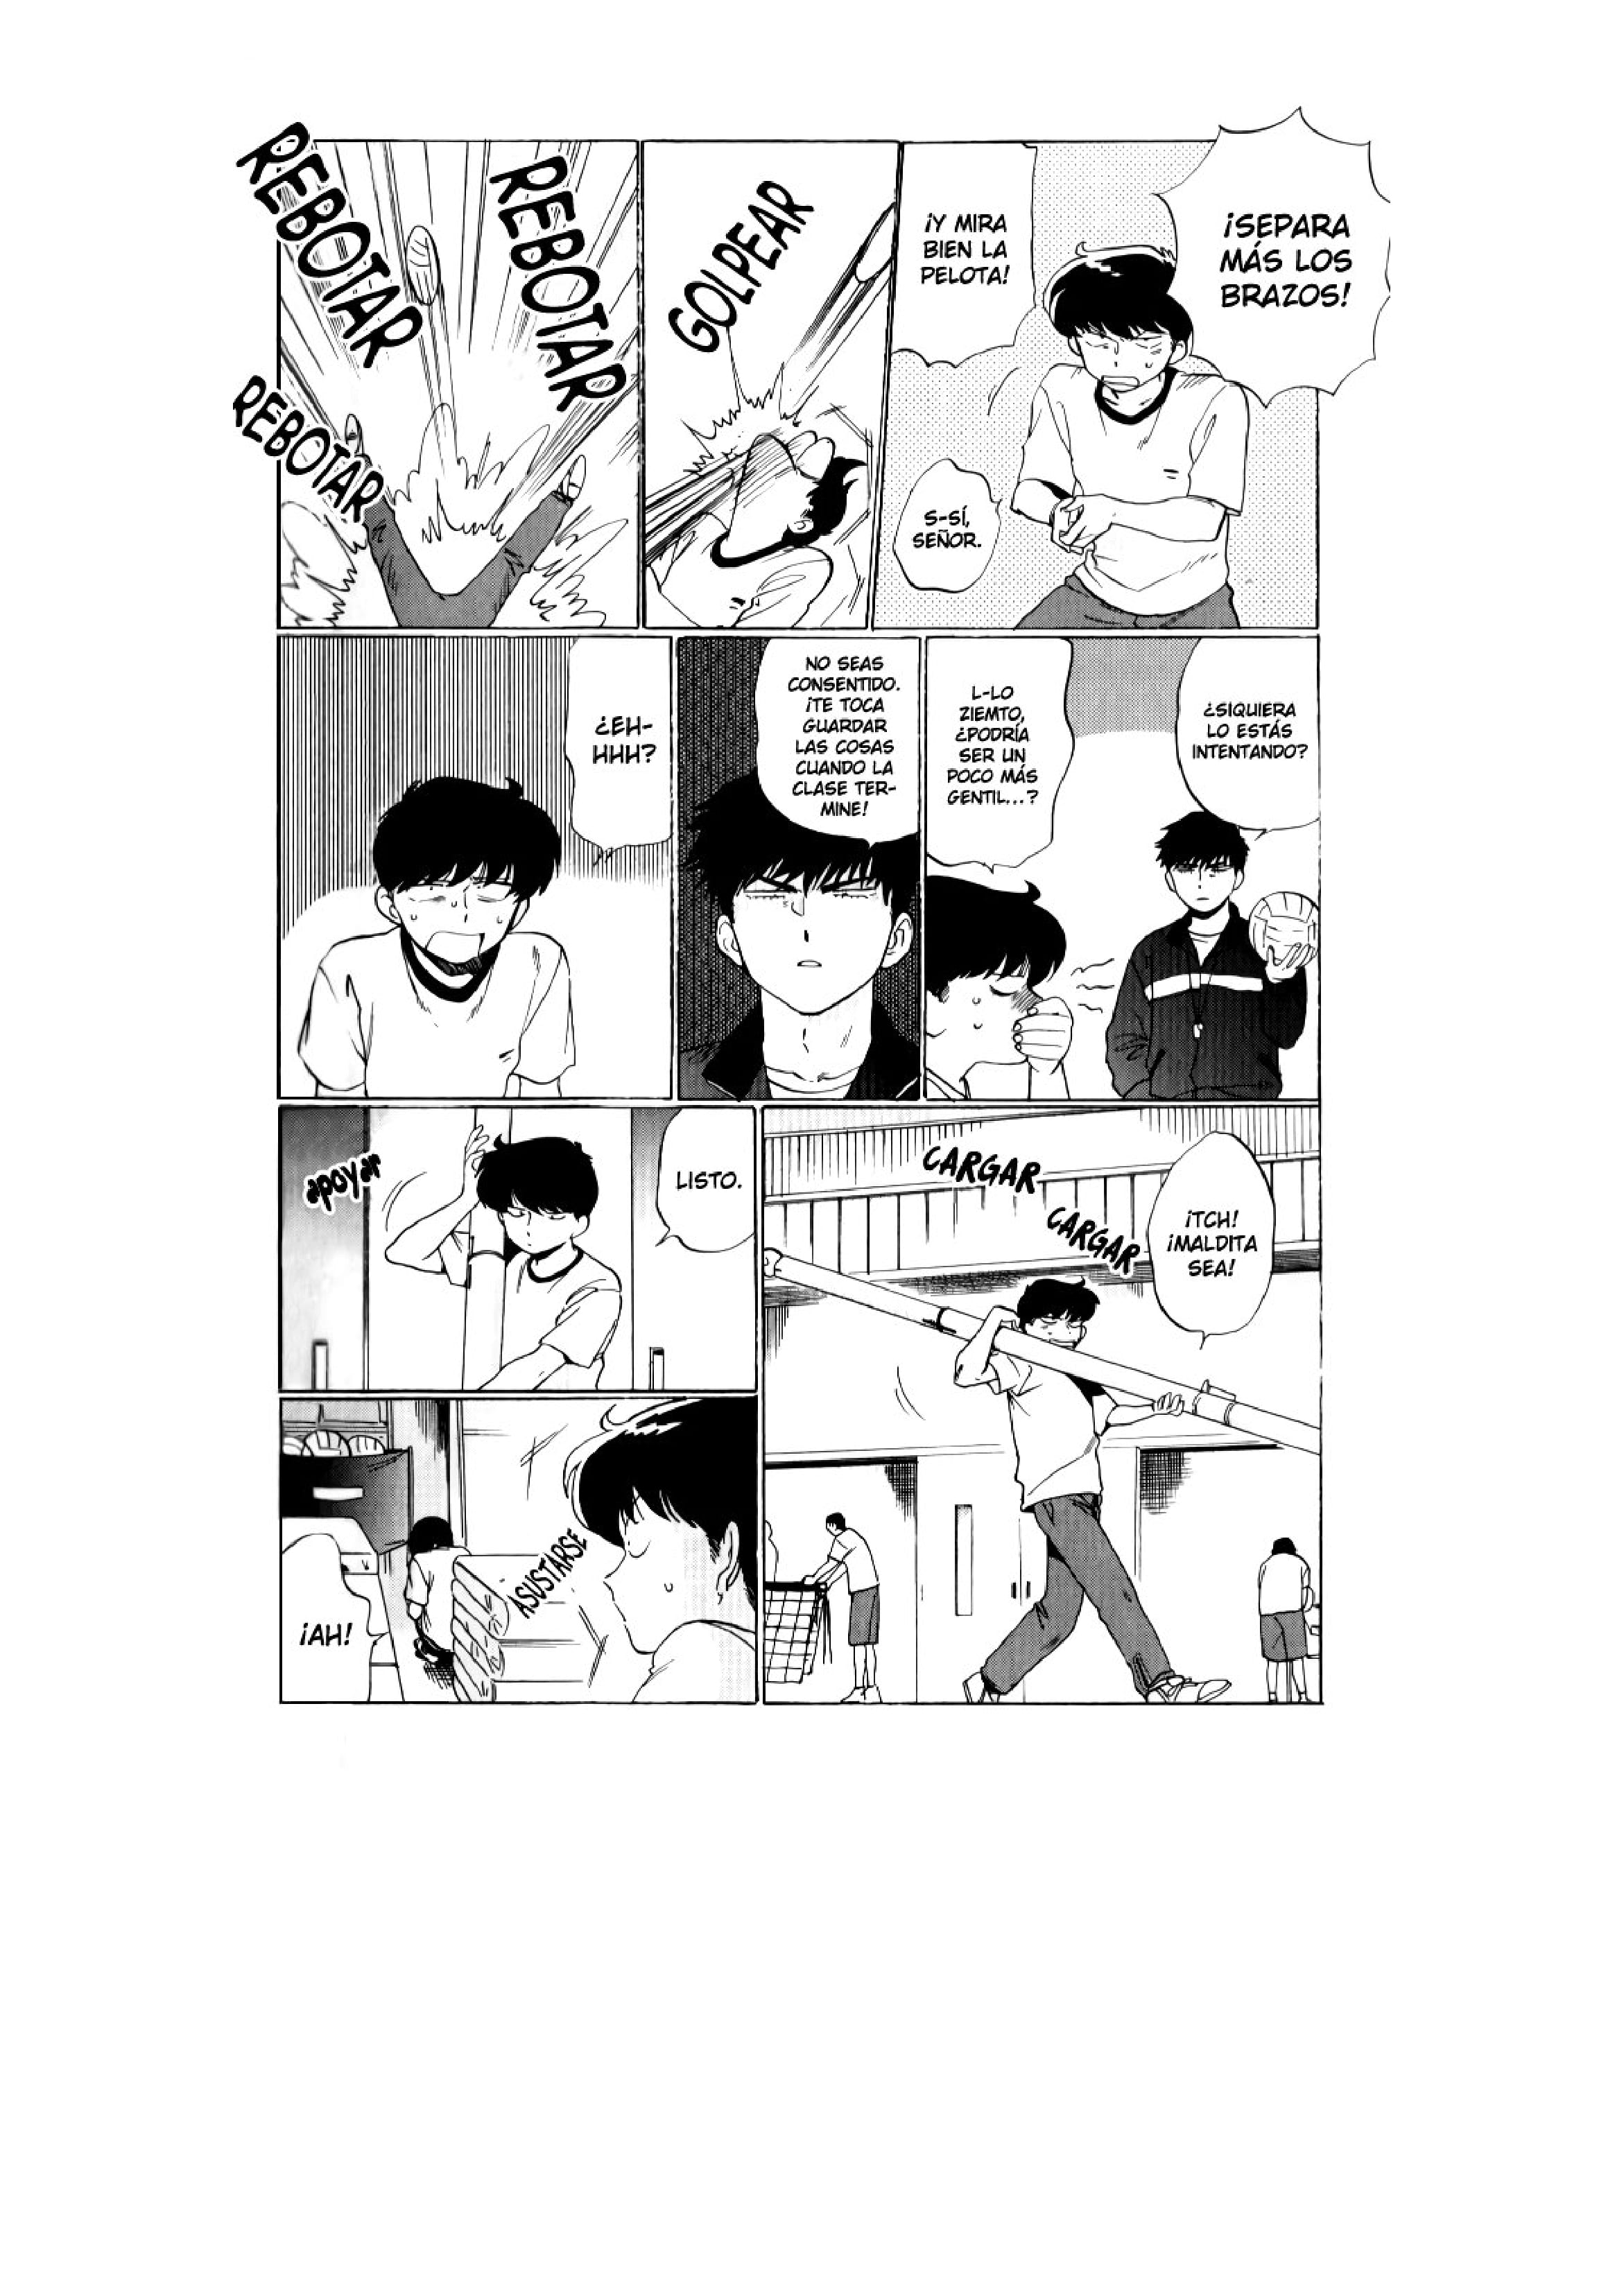 ¡SEPARA
MÁS LOS
BRAZOS!
¡Y MIRA
BIEN LA
PELOTA!
S-SÍ,
SEÑOR.
GOLPEAR
REBOTAR
REBOTAR
REBOTAR
¿SIQUIERA
LO ESTÁS
INTENTANDO?
L-LO
ZIEMTO,
¿PODRÍA
SER UN
POCO MÁS
GENTIL...?
NO SEAS
CONSENTIDO.
¡TE TOCA
GUARDAR
LAS COSAS
CUANDO LA
CLASE TER-
MINE!
¿EH-
HHH?
¡TCH!
¡MALDITA
SEA!
CARGAR
CARGAR
LISTO.
apoyar
ASUSTARSE
¡AH!